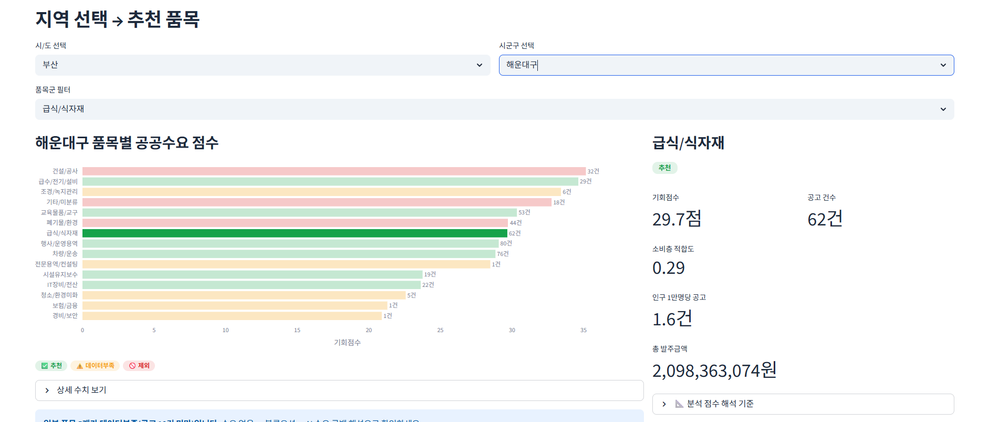 지역 선택 → 추천 품목
시/도 선택
시군구 선택
부산
해운대구
품목군 필터
급식/식자재
해운대구 품목별 공공수요 점수
건설/공사 32건
급수/전기/설비 29건
조경/녹지관리 6건
기타/미분류 18건
교육물품/교구 53건
폐기물/환경 44건
급식/식자재 62건
행사/운영용역 80건
차량/운송 76건
전문용역/컨설팅 1건
시설유지보수 19건
IT장비/전산 22건
청소/환경미화 5건
보험/금융 1건
경비/보안 1건
0 5 10 15 20 25 30 35
기회점수
✅ 추천 ⚠️ 데이터부족 🚫 제외
상세 수치 보기
급식/식자재
추천
기회점수
공고 건수
29.7점
62건
소비층 적합도
0.29
인구 1만명당 공고
1.6건
총 발주금액
2,098,363,074원
분석 점수 해석 기준